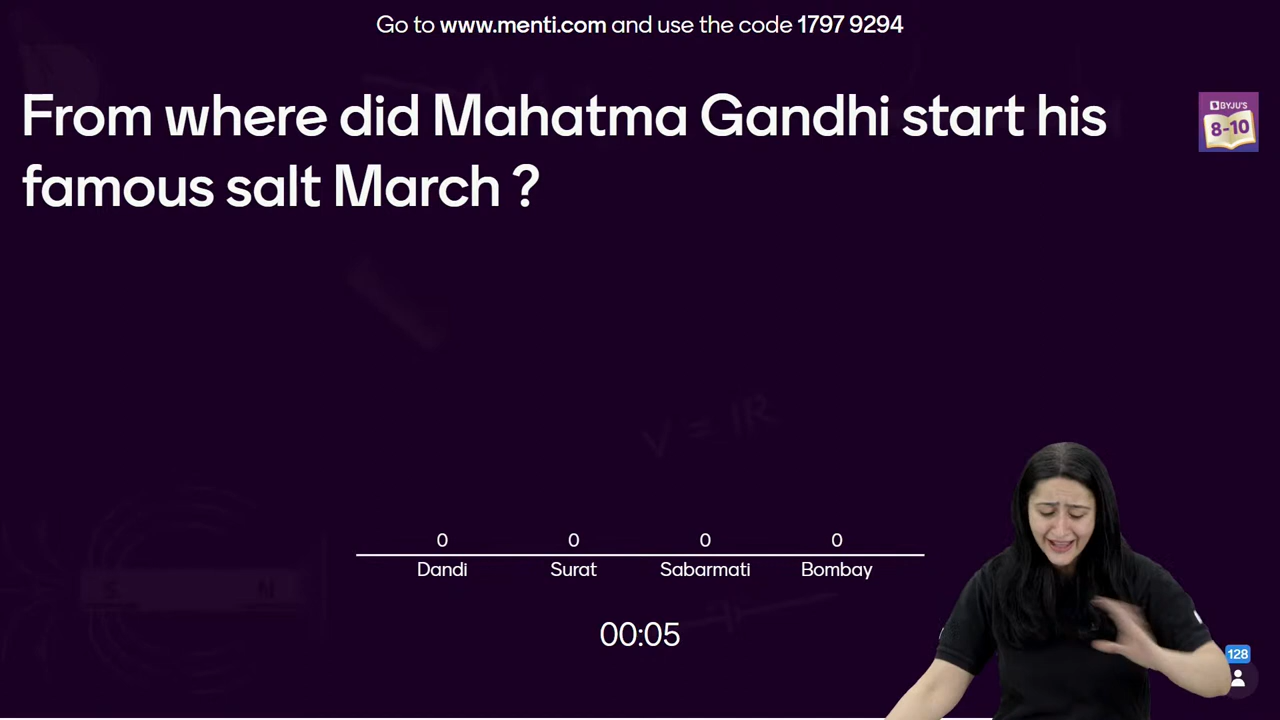 Go to www.menti.com and use the code 1797 9294
From where did Mahatma Gandhi start his
famous salt March ?
BYJU'S
8-10
V = IR
0 0 0 0
Dandi Surat Sabarmati Bombay
S N
00:05
128